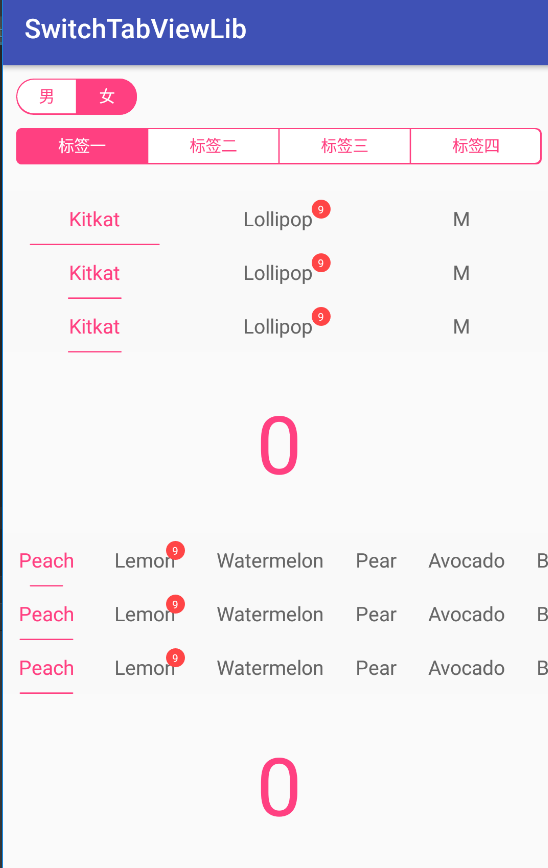 SwitchTabViewLib
男 女
标签一 标签二 标签三 标签四
Kitkat Lollipop 9 M
Kitkat Lollipop 9 M
Kitkat Lollipop 9 M
0
Peach Lemon 9 Watermelon Pear Avocado B
Peach Lemon 9 Watermelon Pear Avocado B
Peach Lemon 9 Watermelon Pear Avocado B
0